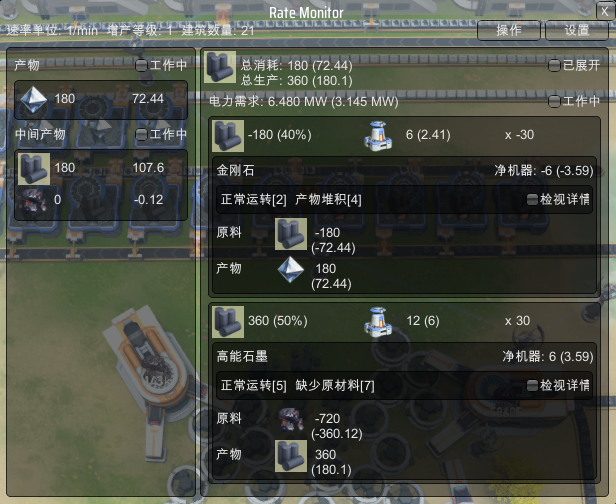 Rate Monitor
X
速率单位: 1/min 增产等级: I 建筑数量: 21
操作
设置
产物
工作中
180
72.44
中间产物
工作中
180
107.6
0
-0.12
总消耗: 180 (72.44)
总生产: 360 (180.1)
已展开
电力需求: 6.480 MW (3.145 MW)
工作中
-180 (40%)
6 (2.41)
x -30
金刚石
净机器: -6 (-3.59)
正常运转[2] 产物堆积[4]
检视详情
原料
-180
(-72.44)
产物
180
(72.44)
360 (50%)
12 (6)
x 30
高能石墨
净机器: 6 (3.59)
正常运转[5] 缺少原材料[7]
检视详情
原料
-720
(-360.12)
产物
360
(180.1)